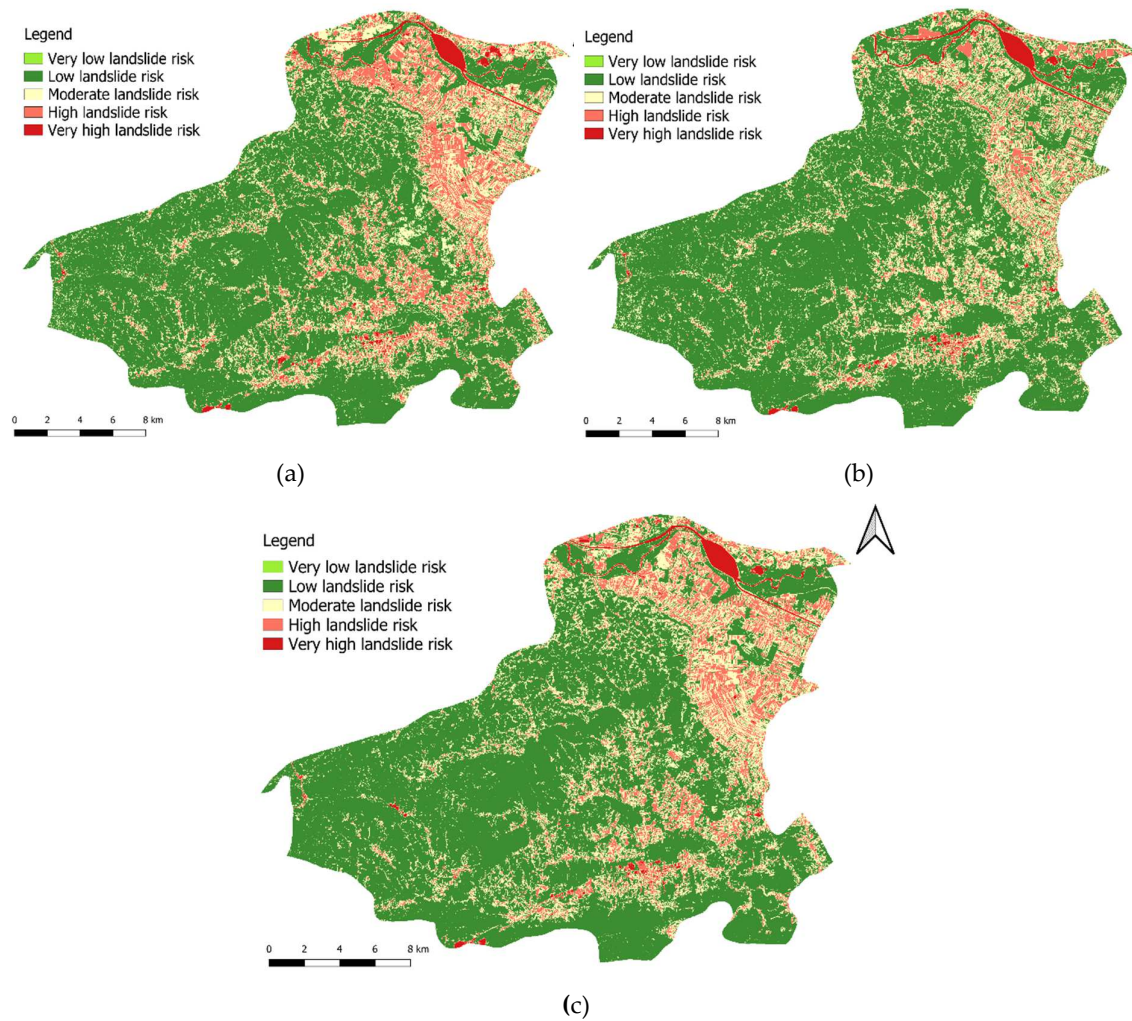 Legend
Very low landslide risk
Low landslide risk
Moderate landslide risk
High landslide risk
Very high landslide risk
0 2 4 6 8 km
(a)
Legend
Very low landslide risk
Low landslide risk
Moderate landslide risk
High landslide risk
Very high landslide risk
0 2 4 6 8 km
(b)
Legend
Very low landslide risk
Low landslide risk
Moderate landslide risk
High landslide risk
Very high landslide risk
0 2 4 6 8 km
(c)